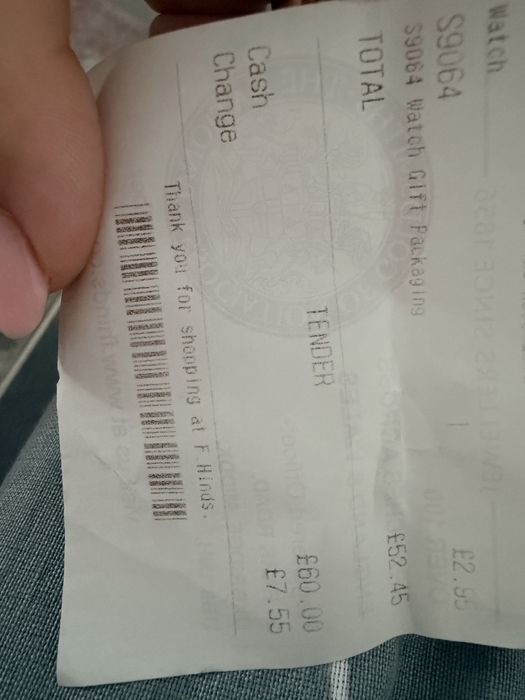 Watch
S9064 1 £2.95
S9064 Watch Gift Packaging
TOTAL £52.45
TENDER
Cash £60.00
Change £7.55
Thank you for shopping at F.Hinds.